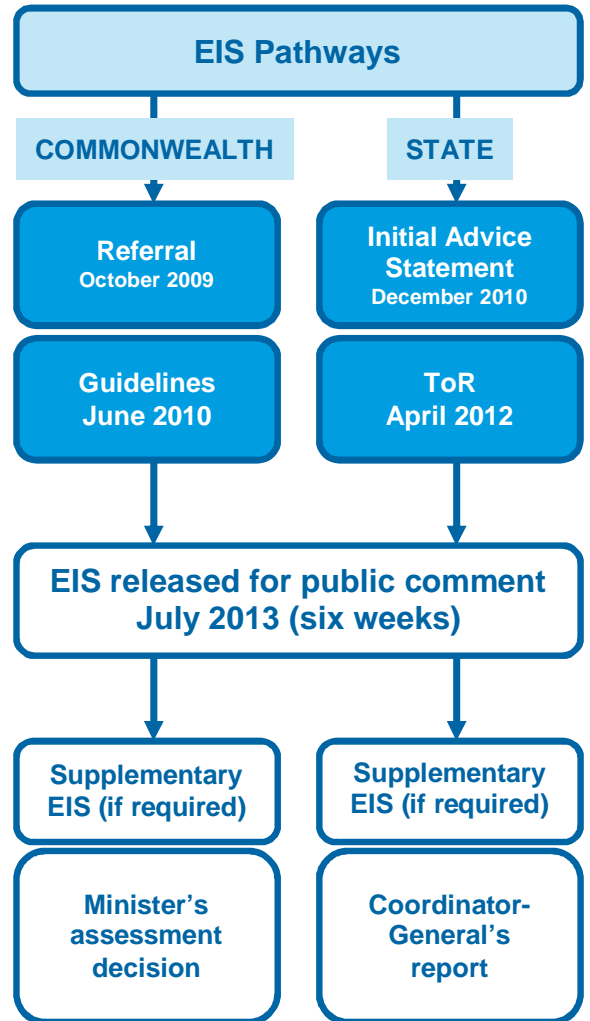 EIS Pathways
COMMONWEALTH
STATE
Referral
October 2009
Initial Advice
Statement
December 2010
Guidelines
June 2010
ToR
April 2012
EIS released for public comment
July 2013 (six weeks)
Supplementary
EIS (if required)
Supplementary
EIS (if required)
Minister’s
assessment
decision
Coordinator-
General’s
report